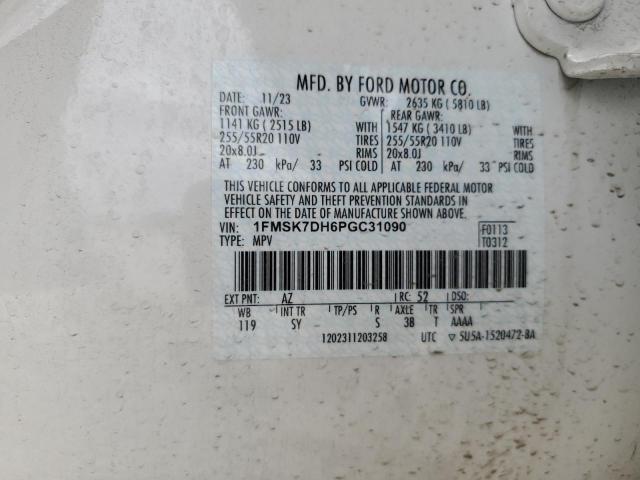 MFD. BY FORD MOTOR CO.
DATE: 11/23 GVWR: 2635 KG (5810 LB)
FRONT GAWR: REAR GAWR:
1141 KG (2515 LB) WITH 1547 KG (3410 LB) WITH
255/55R20 110V TIRES 255/55R20 110V TIRES
20x8.0J RIMS 20x8.0J RIMS
AT 230 kPa/ 33 PSI COLD AT 230 kPa/ 33 PSI COLD
THIS VEHICLE CONFORMS TO ALL APPLICABLE FEDERAL MOTOR
VEHICLE SAFETY AND THEFT PREVENTION STANDARDS IN
EFFECT ON THE DATE OF MANUFACTURE SHOWN ABOVE.
VIN: 1FMSK7DH6PGC31090 F0113
TYPE: MPV T0312
EXT PNT: AZ RC: 52 DSO:
WB INT TR TP/PS R AXLE TR SPR
119 SY S 38 T AAAA
1202311203258 UTC ▽ 5U5A-1520472-BA